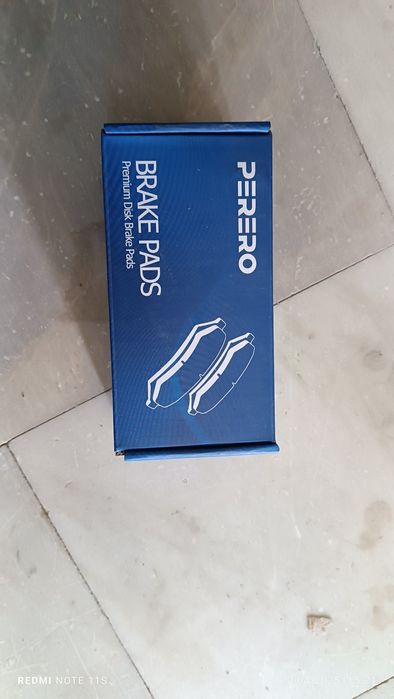 PERERO
BRAKE PADS
Premium Disk Brake Pads
REDMI NOTE 11S